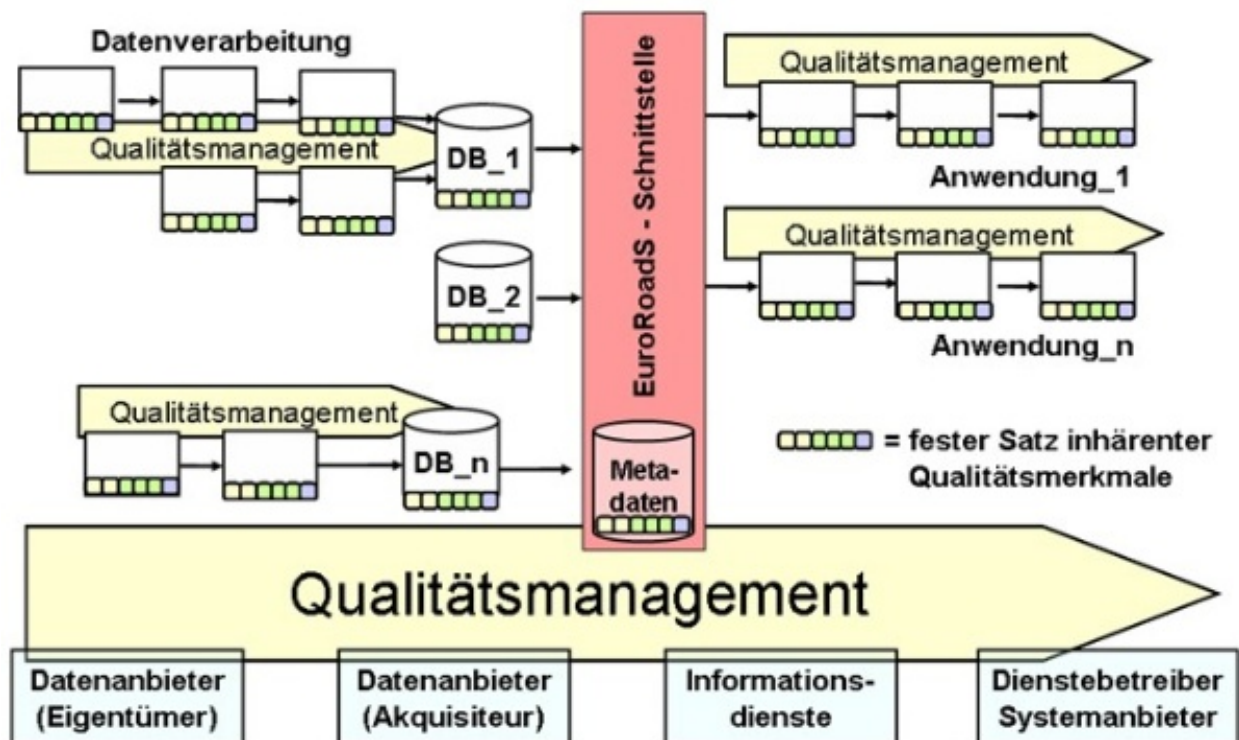 Datenverarbeitung
Qualitätsmanagement
DB_1
DB_2
Qualitätsmanagement
DB_n
EuroRoadS - Schnittstelle
Meta-
daten
Qualitätsmanagement
Anwendung_1
Qualitätsmanagement
Anwendung_n
= fester Satz inhärenter
Qualitätsmerkmale
Qualitätsmanagement
Datenanbieter
(Eigentümer)
Datenanbieter
(Akquisiteur)
Informations-
dienste
Dienstebetreiber
Systemanbieter